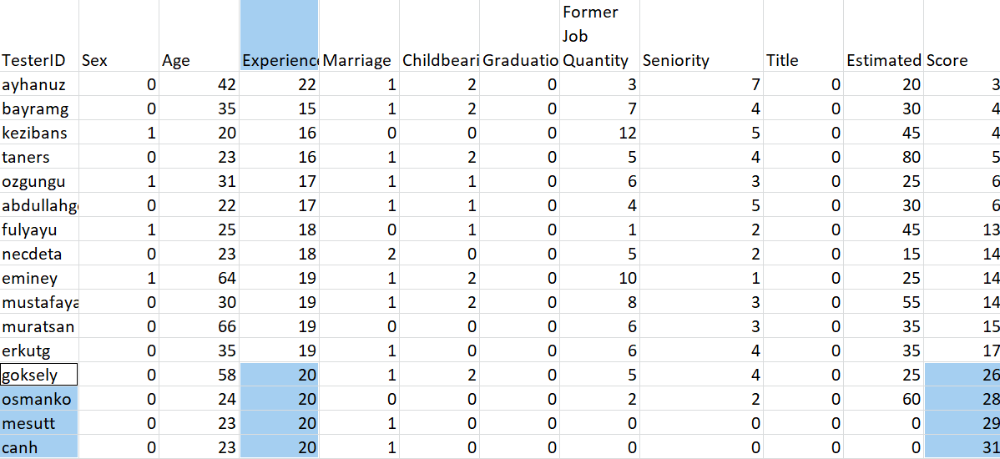 Former
Job
TesterID Sex Age Experienc Marriage Childbeari Graduatio Quantity Seniority Title Estimated Score
ayhanuz 0 42 22 1 2 0 3 7 0 20 3
bayramg 0 35 15 1 2 0 7 4 0 30 4
kezibans 1 20 16 0 0 0 12 5 0 45 4
taners 0 23 16 1 2 0 5 4 0 80 5
ozgungu 1 31 17 1 1 0 6 3 0 25 6
abdullahg 0 22 17 1 1 0 4 5 0 30 6
fulyayu 1 25 18 0 1 0 1 2 0 45 13
necdeta 0 23 18 2 0 0 5 2 0 15 14
eminey 1 64 19 1 2 0 10 1 0 25 14
mustafaya 0 30 19 1 2 0 8 3 0 55 14
muratsan 0 66 19 0 0 0 6 3 0 35 15
erkutg 0 35 19 1 0 0 6 4 0 35 17
goksely 0 58 20 1 2 0 5 4 0 25 26
osmanko 0 24 20 0 0 0 2 2 0 60 28
mesutt 0 23 20 1 0 0 0 0 0 0 29
canh 0 23 20 1 0 0 0 0 0 0 31